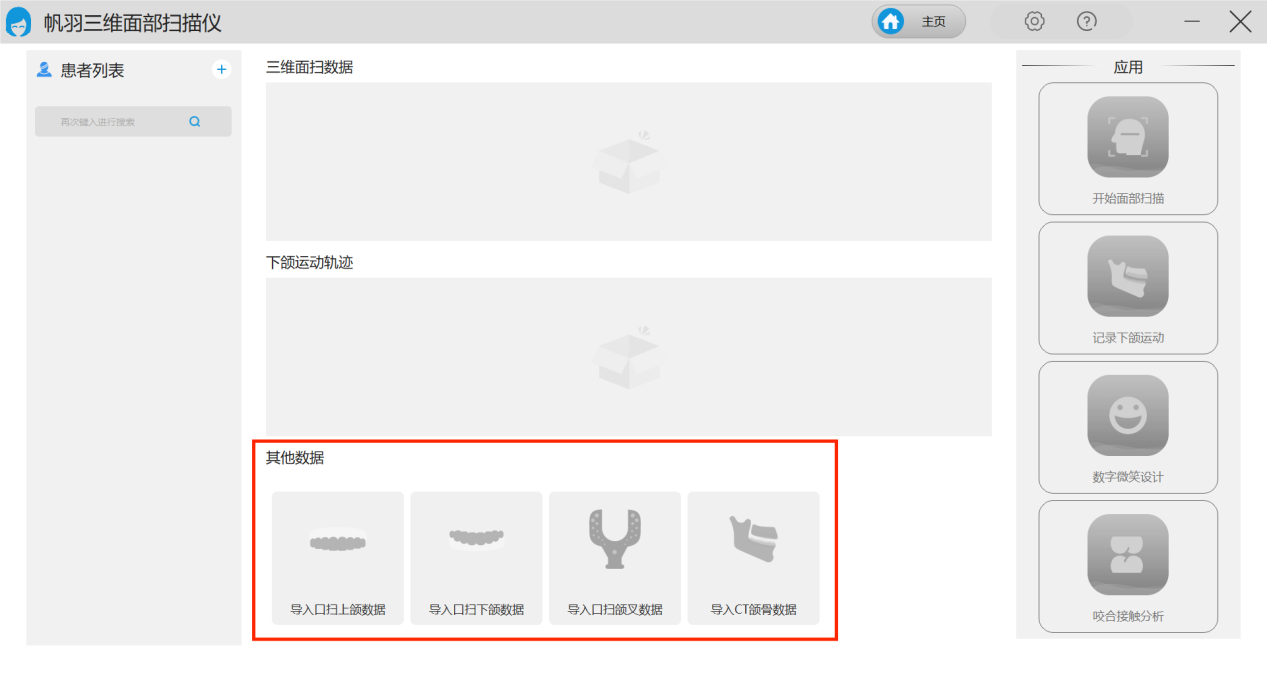 帆羽三维面部扫描仪
主页
患者列表
再次键入进行搜索
三维面扫数据
下颌运动轨迹
其他数据
导入口扫上颌数据
导入口扫下颌数据
导入口扫颌叉数据
导入CT颌骨数据
应用
开始面部扫描
记录下颌运动
数字微笑设计
咬合接触分析